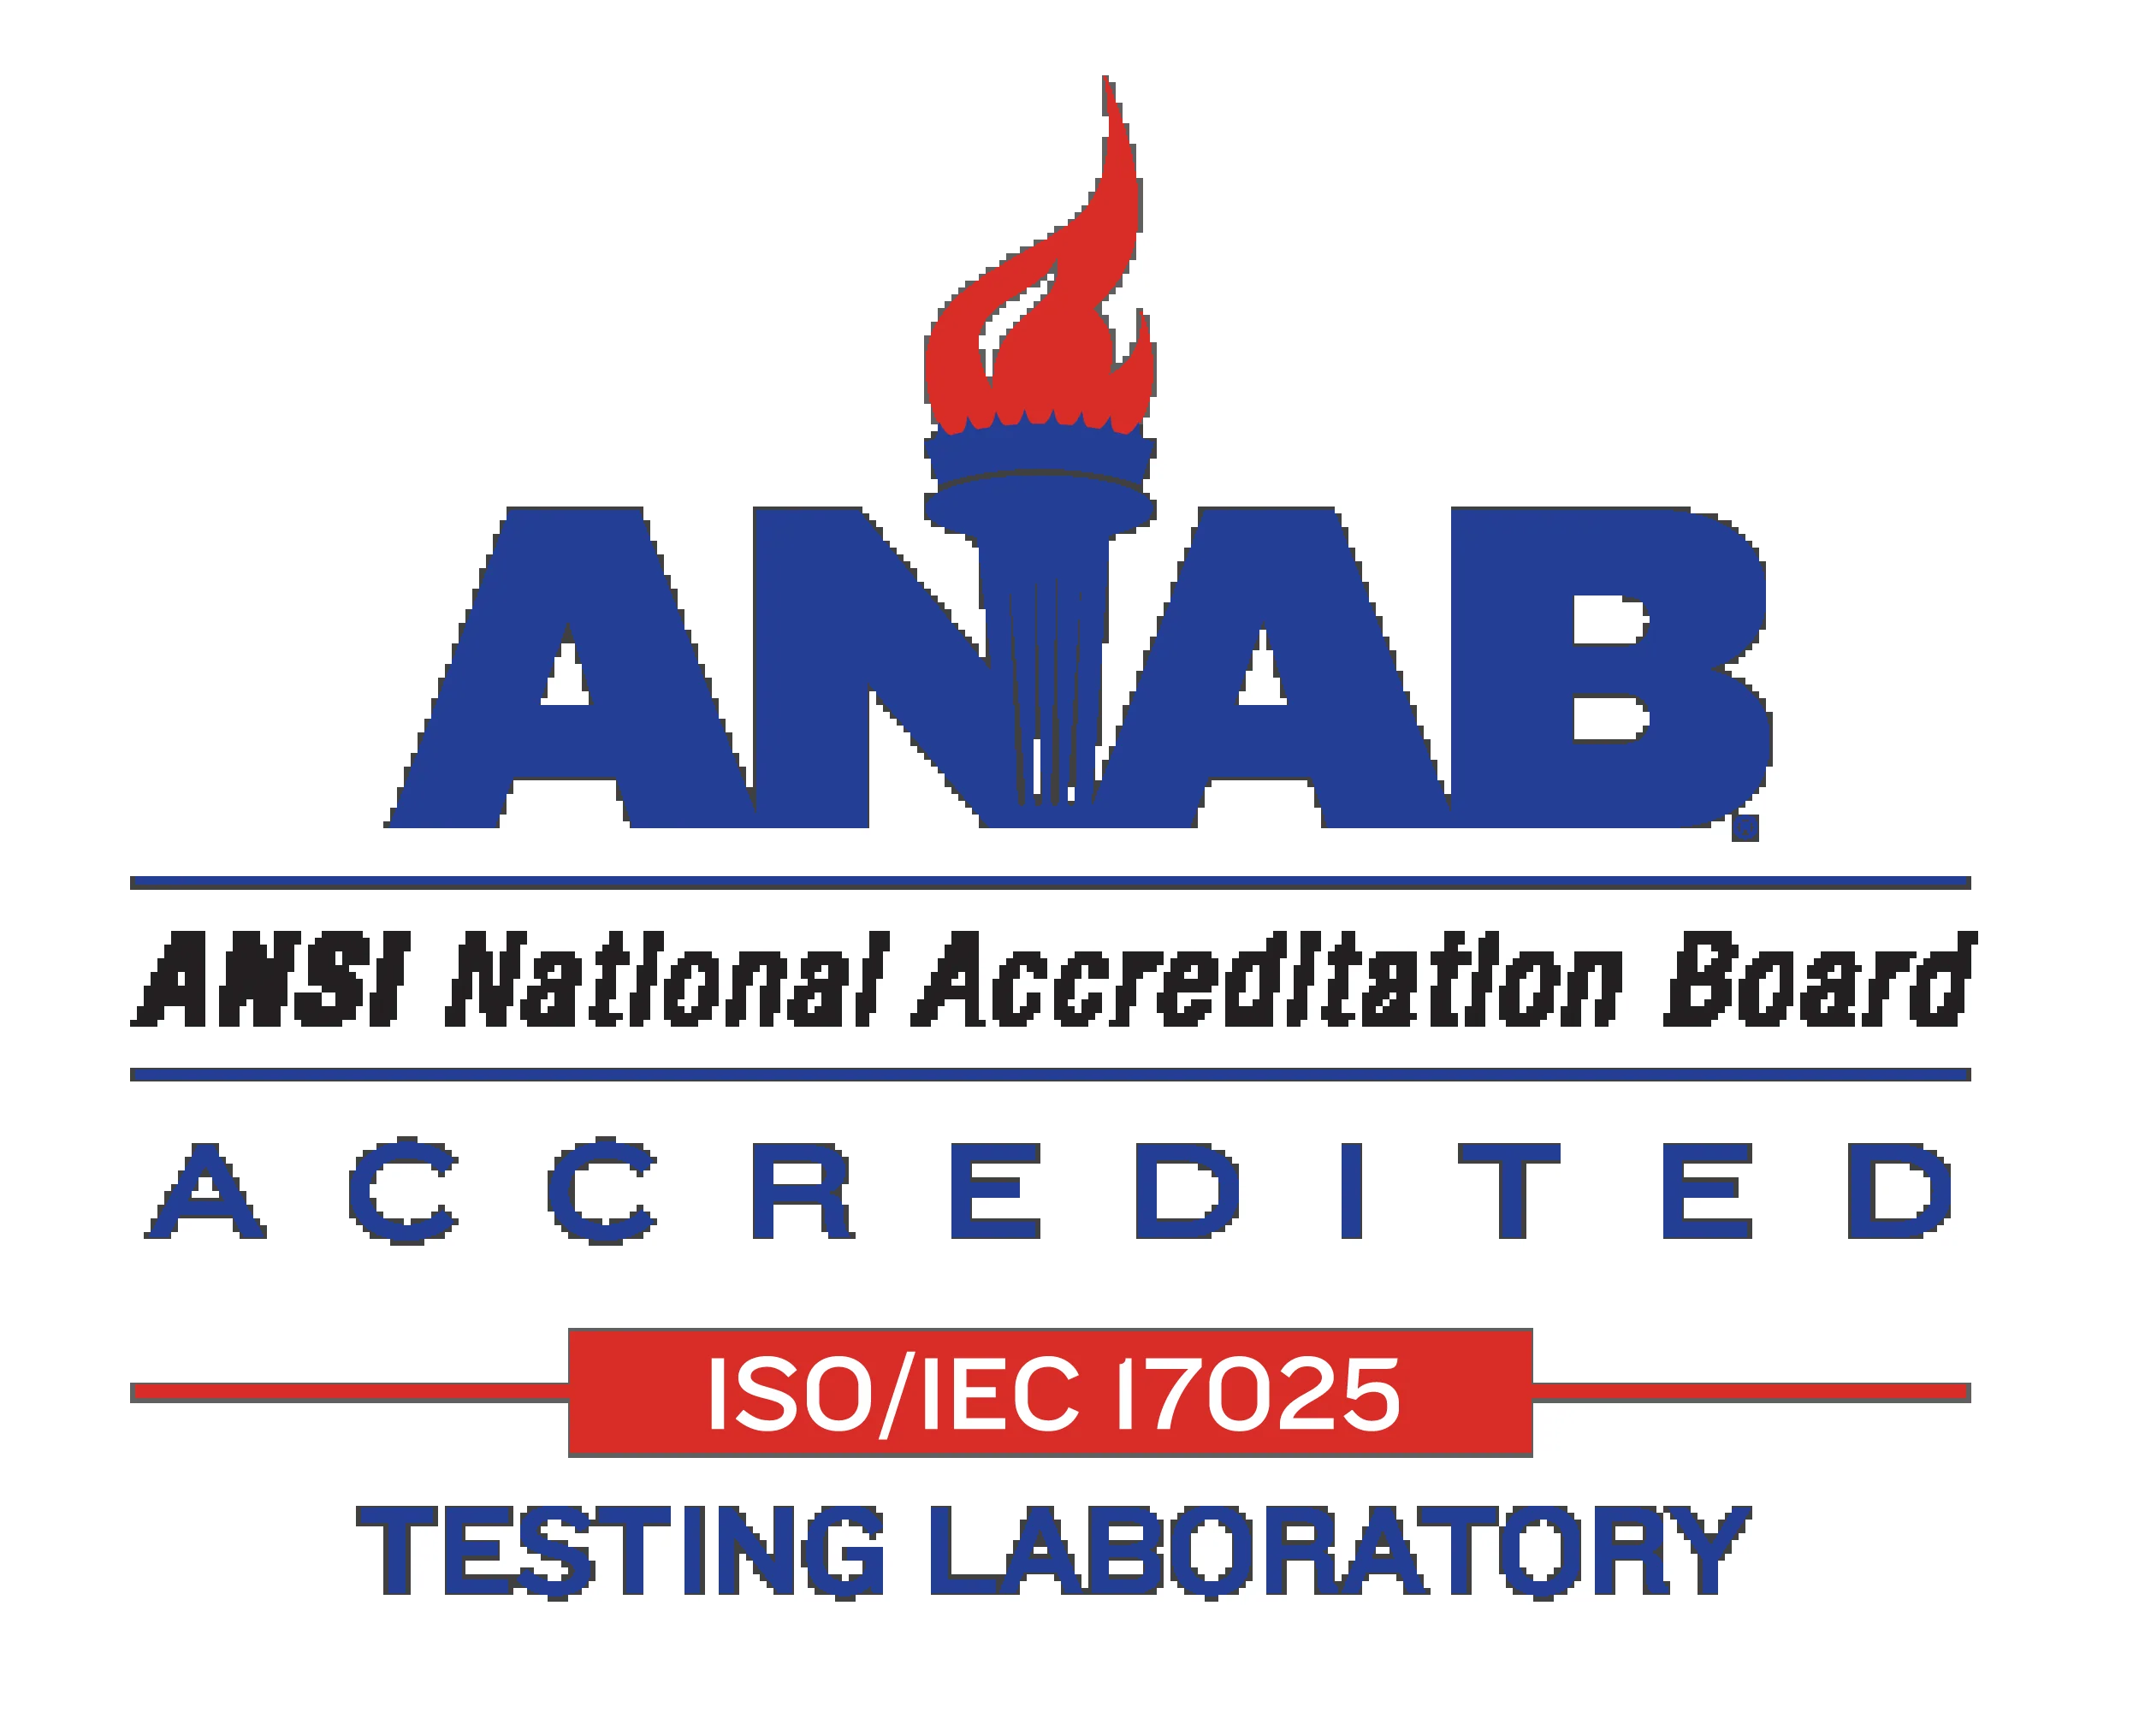 ANAB®
ANSI National Accreditation Board
ACCREDITED
ISO/IEC 17025
TESTING LABORATORY